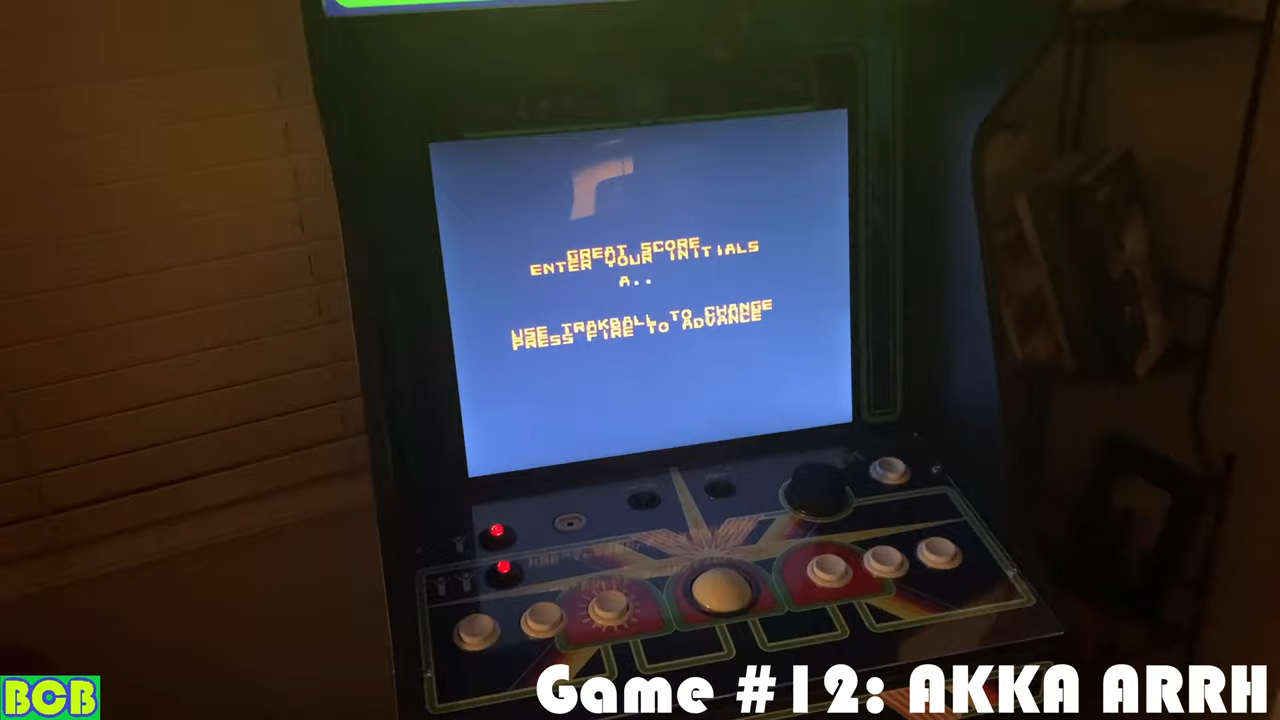 GREAT SCORE
ENTER YOUR INITIALS
A..
USE TRAKBALL TO CHANGE
PRESS FIRE TO ADVANCE
BCB
Game #12: AKKA ARRH